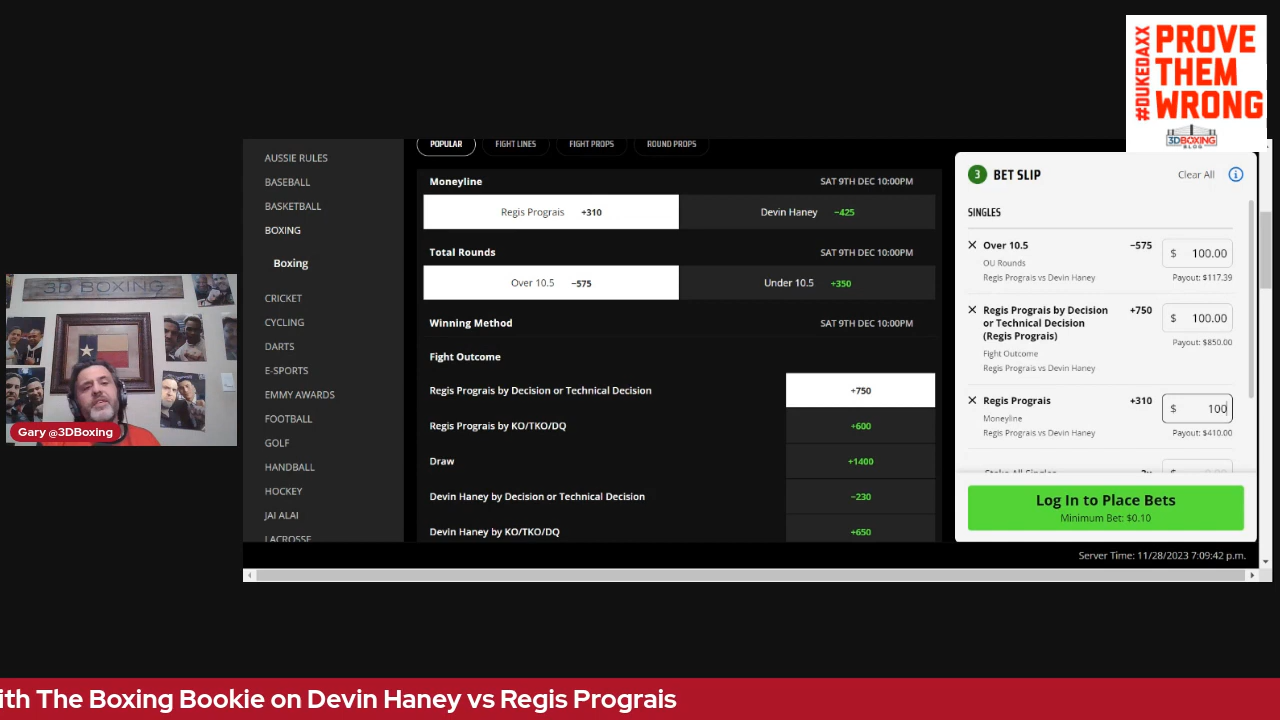 #DUKEDAXX
PROVE
THEM
WRONG
3DBOXING
BLOG
AUSSIE RULES
BASEBALL
BASKETBALL
BOXING
Boxing
CRICKET
CYCLING
DARTS
E-SPORTS
EMMY AWARDS
FOOTBALL
GOLF
HANDBALL
HOCKEY
JAI ALAI
LACROSSE
POPULAR FIGHT LINES FIGHT PROPS ROUND PROPS
Moneyline SAT 9TH DEC 10:00PM
Regis Prograis +310 Devin Haney −425
Total Rounds SAT 9TH DEC 10:00PM
Over 10.5 −575 Under 10.5 +350
Winning Method SAT 9TH DEC 10:00PM
Fight Outcome
Regis Prograis by Decision or Technical Decision +750
Regis Prograis by KO/TKO/DQ +600
Draw +1400
Devin Haney by Decision or Technical Decision −230
Devin Haney by KO/TKO/DQ +650
3 BET SLIP Clear All i
SINGLES
× Over 10.5 −575 $ 100.00
OU Rounds
Regis Prograis vs Devin Haney Payout: $117.39
× Regis Prograis by Decision +750 $ 100.00
or Technical Decision
(Regis Prograis) Payout: $850.00
Fight Outcome
Regis Prograis vs Devin Haney
× Regis Prograis +310 $ 100
Moneyline
Regis Prograis vs Devin Haney Payout: $410.00
Log In to Place Bets
Minimum Bet: $0.10
Server Time: 11/28/2023 7:09:42 p.m.
3D BOXING
Gary @3DBoxing
ith The Boxing Bookie on Devin Haney vs Regis Prograis